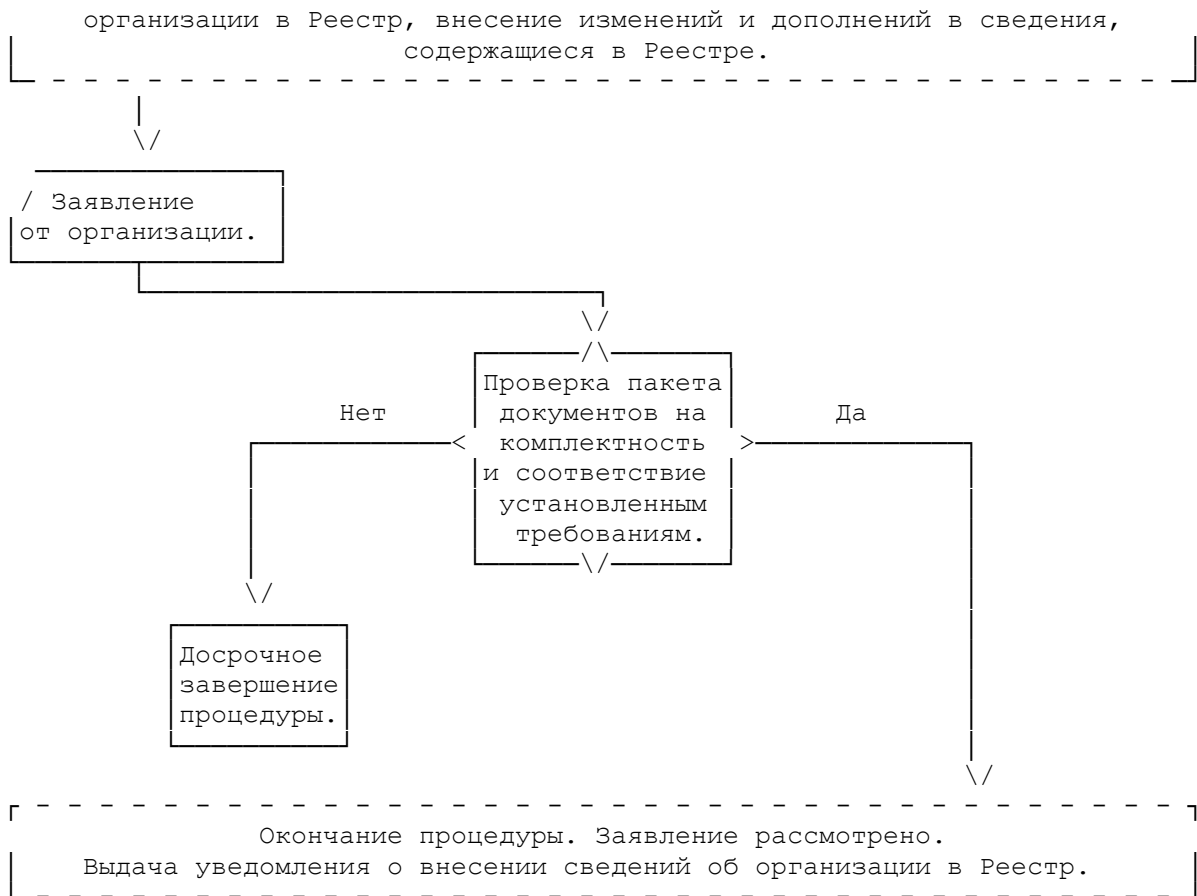 организации в Реестр, внесение изменений и дополнений в сведения,
содержащиеся в Реестре.
/ Заявление
от организации.
Проверка пакета
Нет документов на Да
комплектность
и соответствие
установленным
требованиям.
Досрочное
завершение
процедуры.
Окончание процедуры. Заявление рассмотрено.
Выдача уведомления о внесении сведений об организации в Реестр.